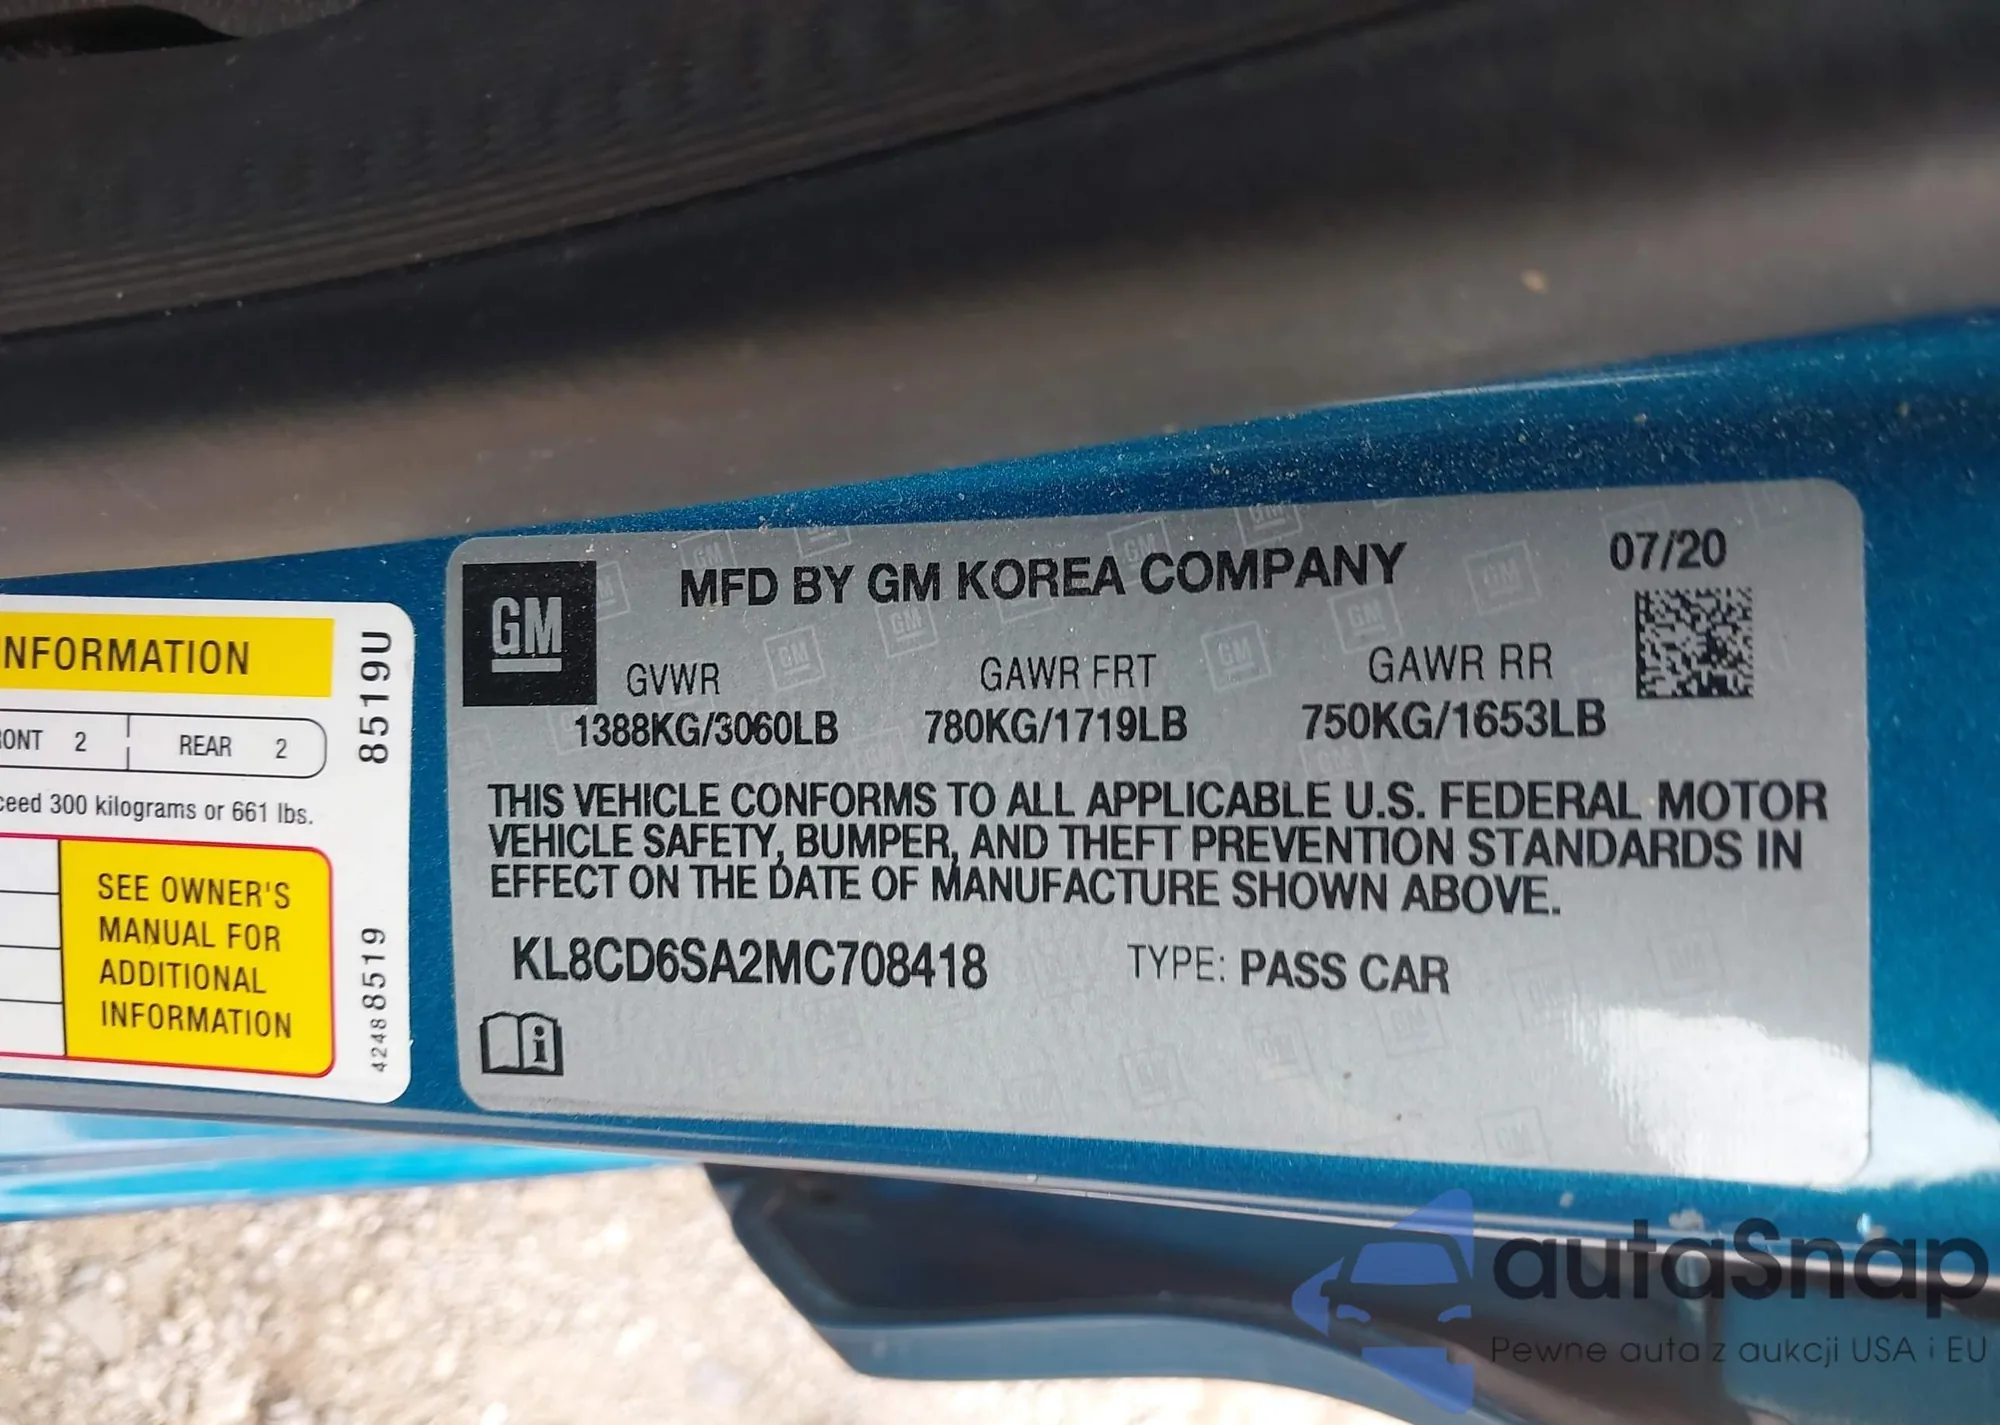 NFORMATION
ONT 2
REAR 2
ceed 300 kilograms or 661 lbs.
SEE OWNER'S
MANUAL FOR
ADDITIONAL
INFORMATION
8519U
42488519
GM
MFD BY GM KOREA COMPANY
07/20
GVWR
GAWR FRT
GAWR RR
1388KG/3060LB
780KG/1719LB
750KG/1653LB
THIS VEHICLE CONFORMS TO ALL APPLICABLE U.S. FEDERAL MOTOR
VEHICLE SAFETY, BUMPER, AND THEFT PREVENTION STANDARDS IN
EFFECT ON THE DATE OF MANUFACTURE SHOWN ABOVE.
KL8CD6SA2MC708418
TYPE: PASS CAR
autaSnap
Pewne auta z aukcji USA i EU